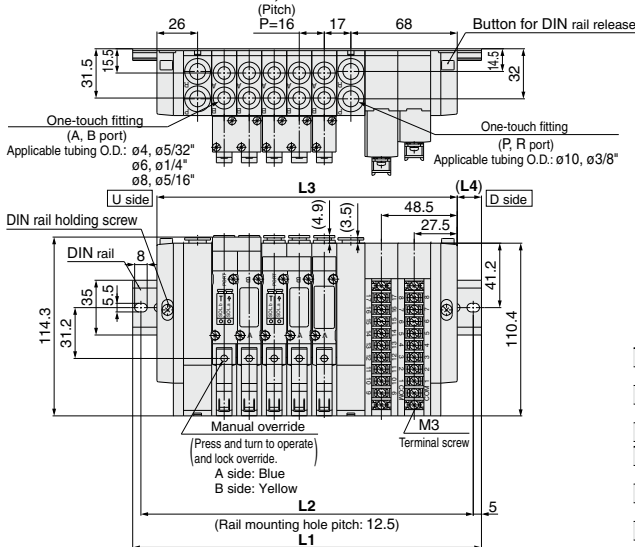 (Pitch)
26
P=16
17
68
Button for DIN rail release
31.5
15.5
14.5
32
One-touch fitting
(A, B port)
Applicable tubing O.D.: ø4, ø5/32"
ø6, ø1/4"
ø8, ø5/16"
One-touch fitting
(P, R port)
Applicable tubing O.D.: ø10, ø3/8"
U side
L3
(L4)
D side
DIN rail holding screw
(4.9)
(3.5)
48.5
27.5
DIN rail
8
35
5.5
114.3
31.2
41.2
110.4
Manual override
(Press and turn to operate
and lock override.)
A side: Blue
B side: Yellow
M3
Terminal screw
L2
5
(Rail mounting hole pitch: 12.5)
L1